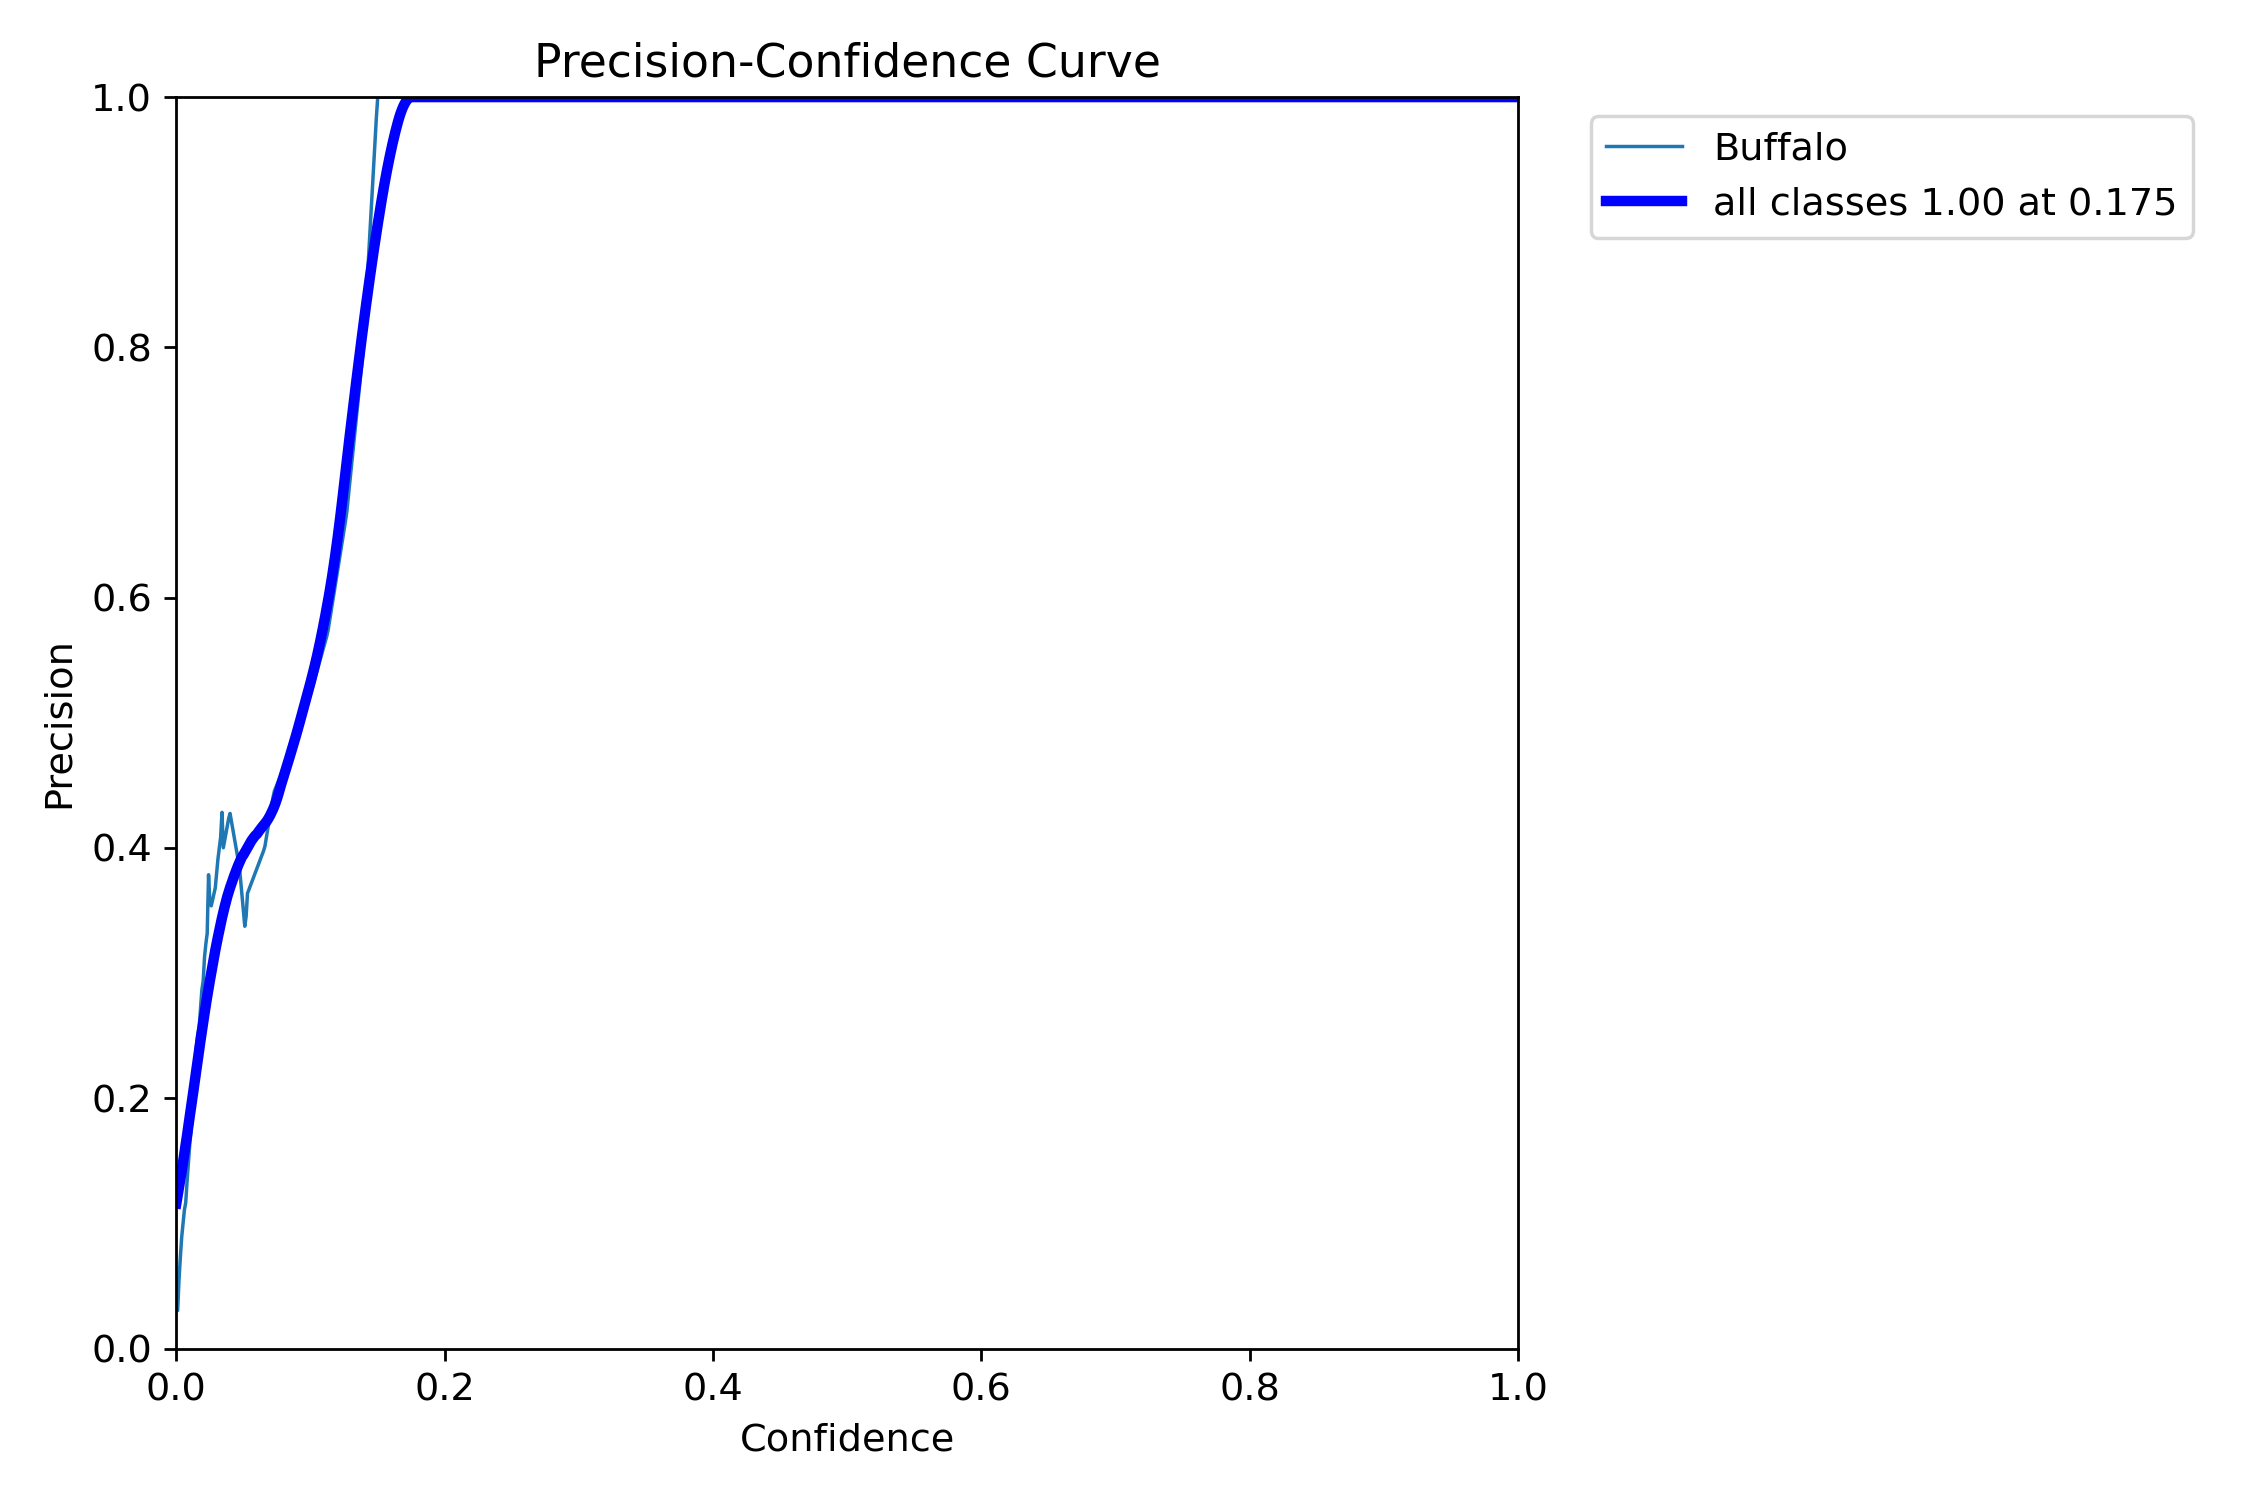 Precision-Confidence Curve
Buffalo
all classes 1.00 at 0.175
1.0
0.8
0.6
0.4
0.2
0.0
Precision
0.0 0.2 0.4 0.6 0.8 1.0
Confidence